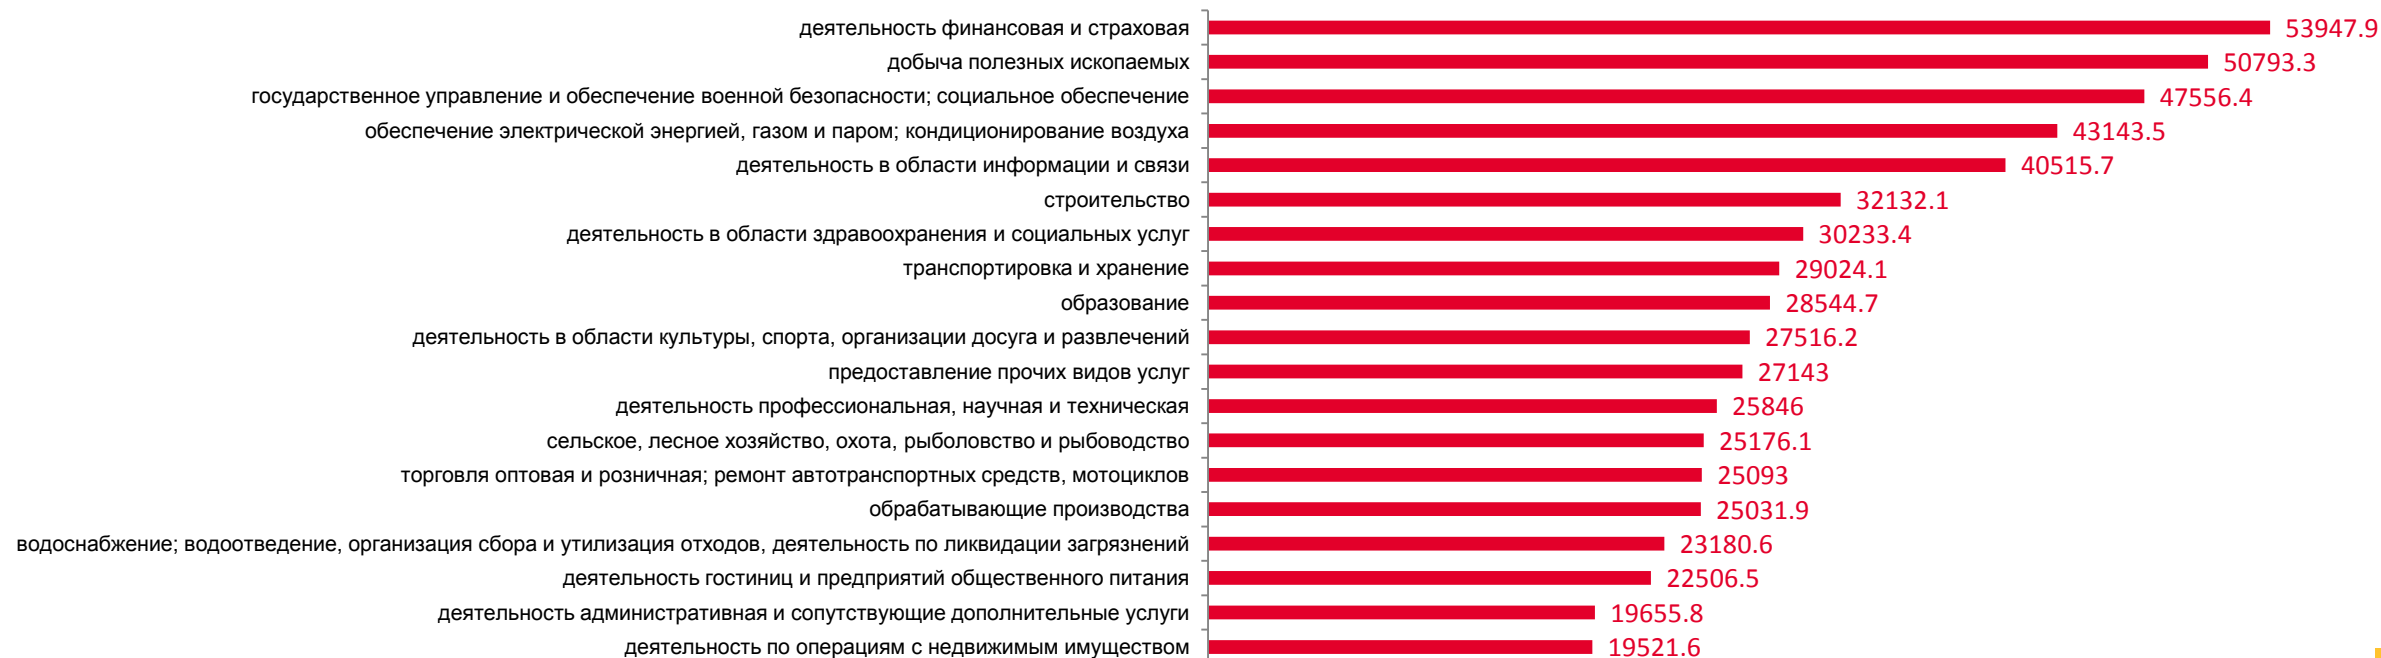 деятельность финансовая и страховая 53947.9
добыча полезных ископаемых 50793.3
государственное управление и обеспечение военной безопасности; социальное обеспечение 47556.4
обеспечение электрической энергией, газом и паром; кондиционирование воздуха 43143.5
деятельность в области информации и связи 40515.7
строительство 32132.1
деятельность в области здравоохранения и социальных услуг 30233.4
транспортировка и хранение 29024.1
образование 28544.7
деятельность в области культуры, спорта, организации досуга и развлечений 27516.2
предоставление прочих видов услуг 27143
деятельность профессиональная, научная и техническая 25846
сельское, лесное хозяйство, охота, рыболовство и рыбоводство 25176.1
торговля оптовая и розничная; ремонт автотранспортных средств, мотоциклов 25093
обрабатывающие производства 25031.9
водоснабжение; водоотведение, организация сбора и утилизация отходов, деятельность по ликвидации загрязнений 23180.6
деятельность гостиниц и предприятий общественного питания 22506.5
деятельность административная и сопутствующие дополнительные услуги 19655.8
деятельность по операциям с недвижимым имуществом 19521.6